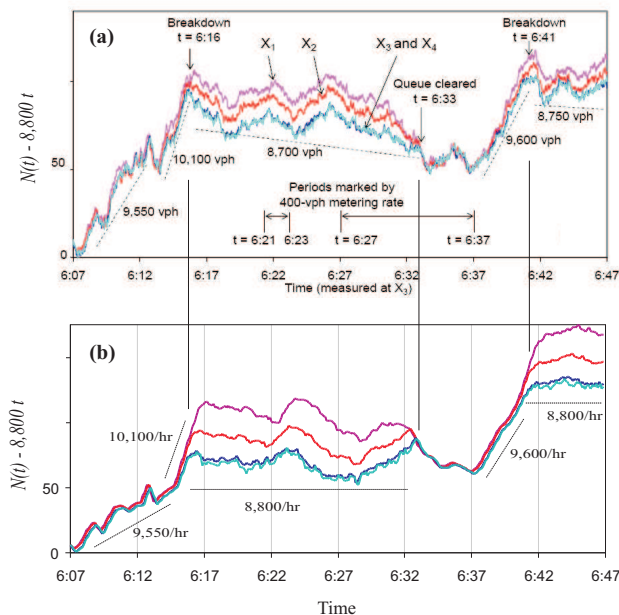 Breakdown
t = 6:16
Breakdown
t = 6:41
(a)
X1
X2
X3 and X4
Queue cleared
t = 6:33
100
50
0
N(t) - 8,800 t
9,550 vph
10,100 vph
8,700 vph
9,600 vph
8,750 vph
Periods marked by
400-vph metering rate
t = 6:21
6:23
t = 6:27
t = 6:37
6:07
6:12
6:17
6:22
6:27
6:32
6:37
6:42
6:47
Time (measured at X3)
(b)
100
50
0
N(t) - 8,800 t
10,100/hr
9,550/hr
8,800/hr
9,600/hr
8,800/hr
6:07
6:12
6:17
6:22
6:27
6:32
6:37
6:42
6:47
Time